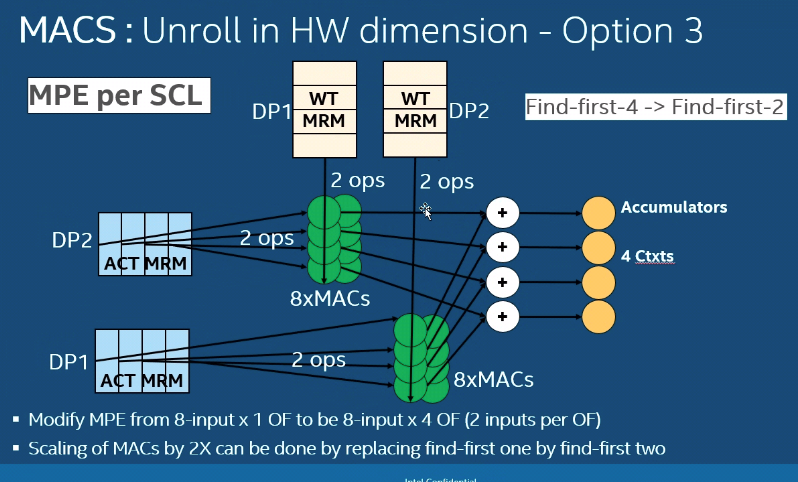 MACS : Unroll in HW dimension - Option 3
MPE per SCL
DP1
WT
MRM
WT
MRM
DP2
Find-first-4 -> Find-first-2
2 ops
2 ops
DP2
ACT MRM
2 ops
8xMACs
+
+
+
+
Accumulators
4 Ctxts
DP1
ACT MRM
2 ops
8xMACs
▪ Modify MPE from 8-input x 1 OF to be 8-input x 4 OF (2 inputs per OF)
▪ Scaling of MACs by 2X can be done by replacing find-first one by find-first two
Intel Confidential